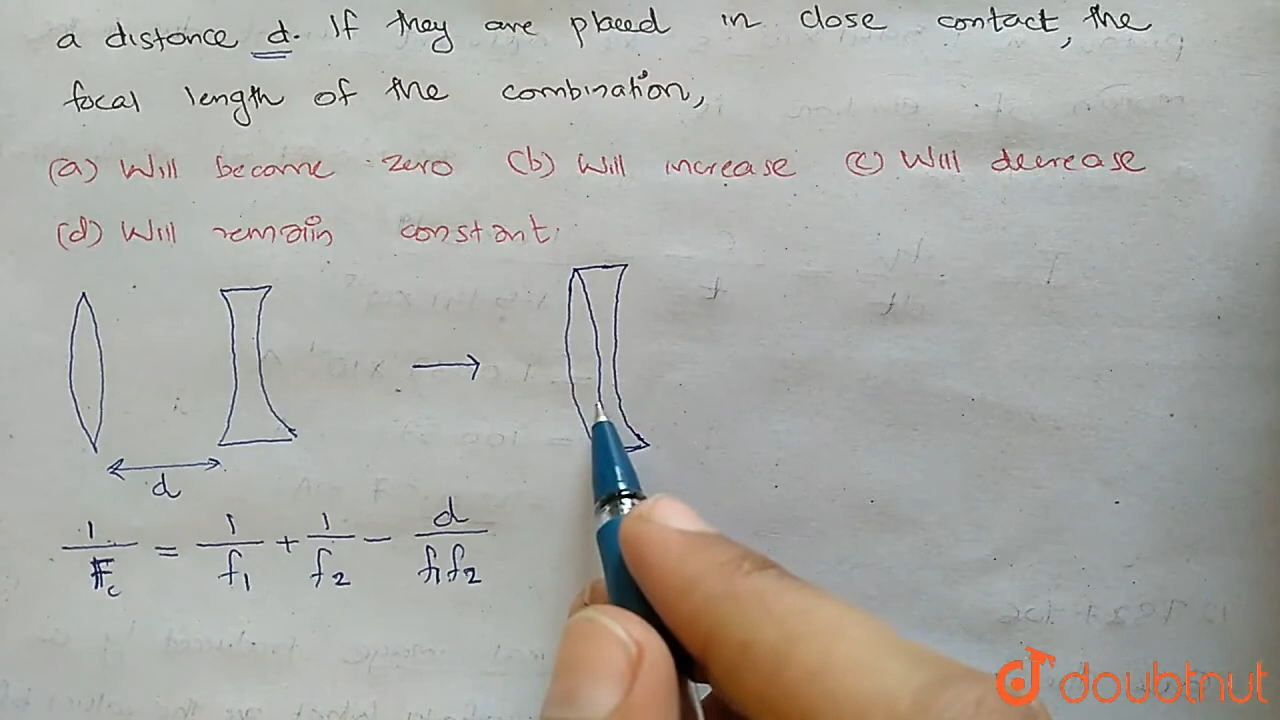 a distance d. If they are placed in close contact, the
focal length of the combination,
(a) Will become zero (b) Will increase (c) Will decrease
(d) Will remain constant.
d
1/Fc = 1/f1 + 1/f2 - d/f1f2
doubtnut